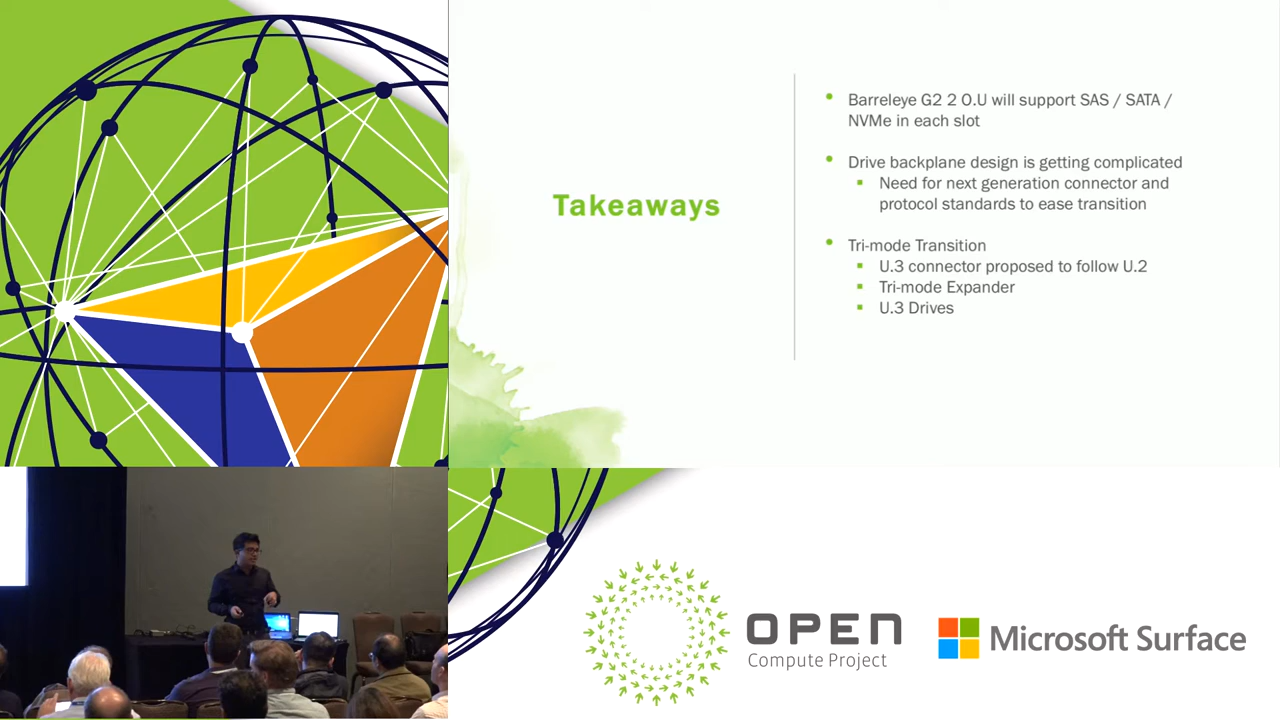 Takeaways
Barreleye G2 2 O.U will support SAS / SATA /
NVMe in each slot
Drive backplane design is getting complicated
Need for next generation connector and
protocol standards to ease transition
Tri-mode Transition
U.3 connector proposed to follow U.2
Tri-mode Expander
U.3 Drives
OPEN
Compute Project
Microsoft Surface